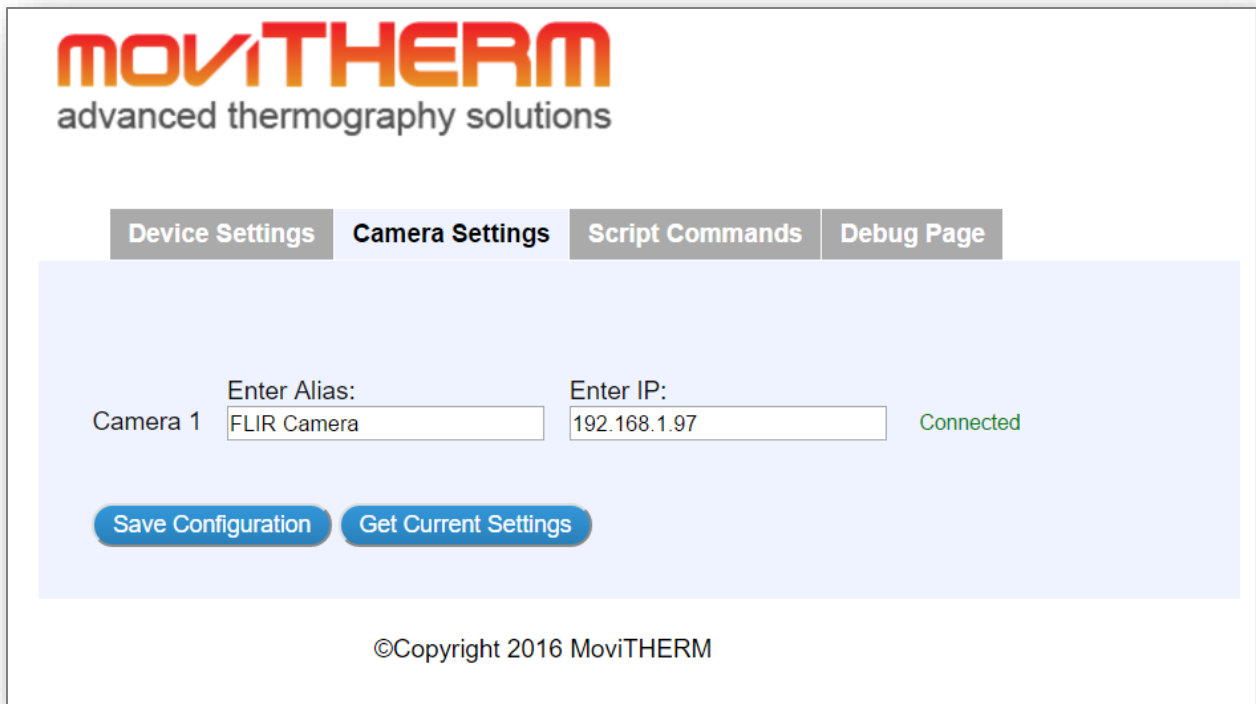 moviTHERM
advanced thermography solutions
Device Settings Camera Settings Script Commands Debug Page
Enter Alias: Enter IP:
Camera 1 FLIR Camera 192.168.1.97 Connected
Save Configuration Get Current Settings
©Copyright 2016 MoviTHERM